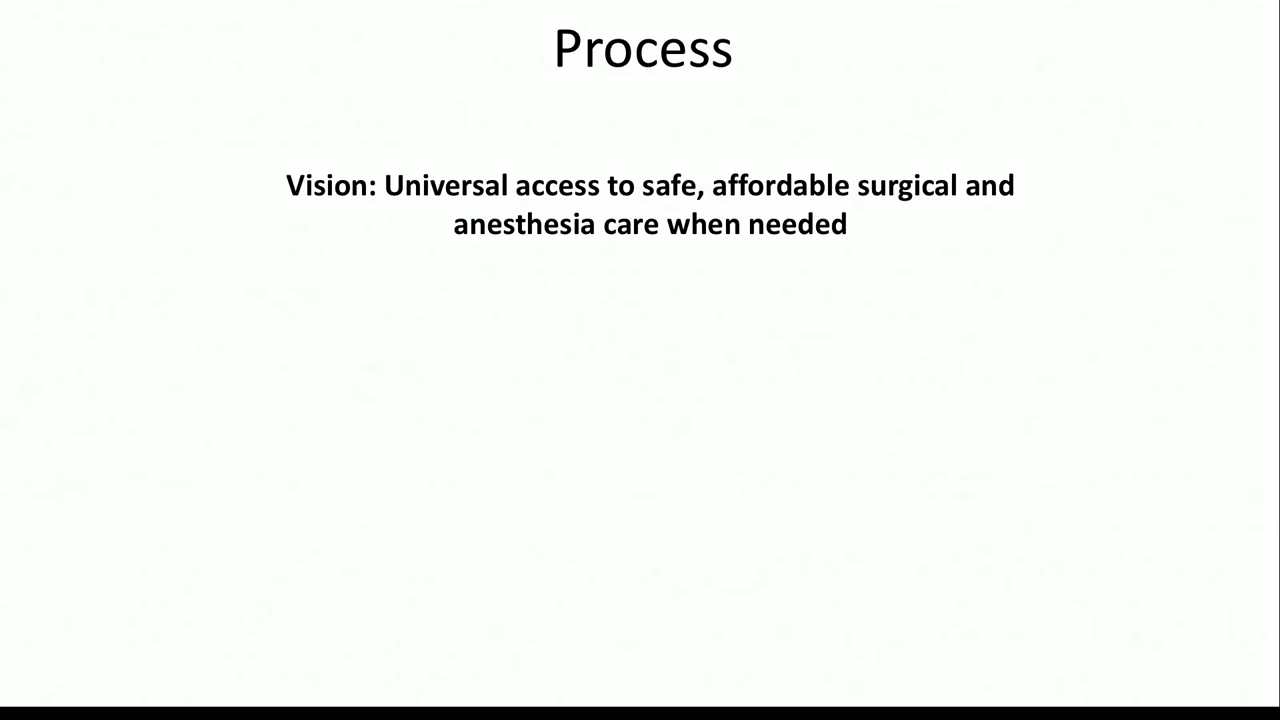 Process
Vision: Universal access to safe, affordable surgical and
anesthesia care when needed